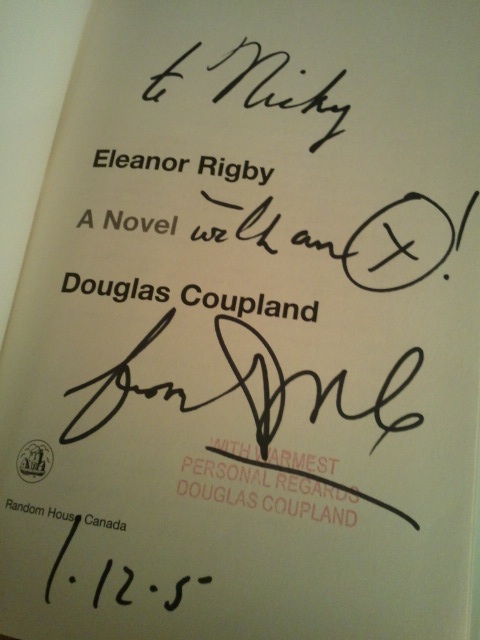 to Nicky
Eleanor Rigby
A Novel with an X!
Douglas Coupland
from
WITH WARMEST
PERSONAL REGARDS
DOUGLAS COUPLAND
Random House Canada
1.12.5